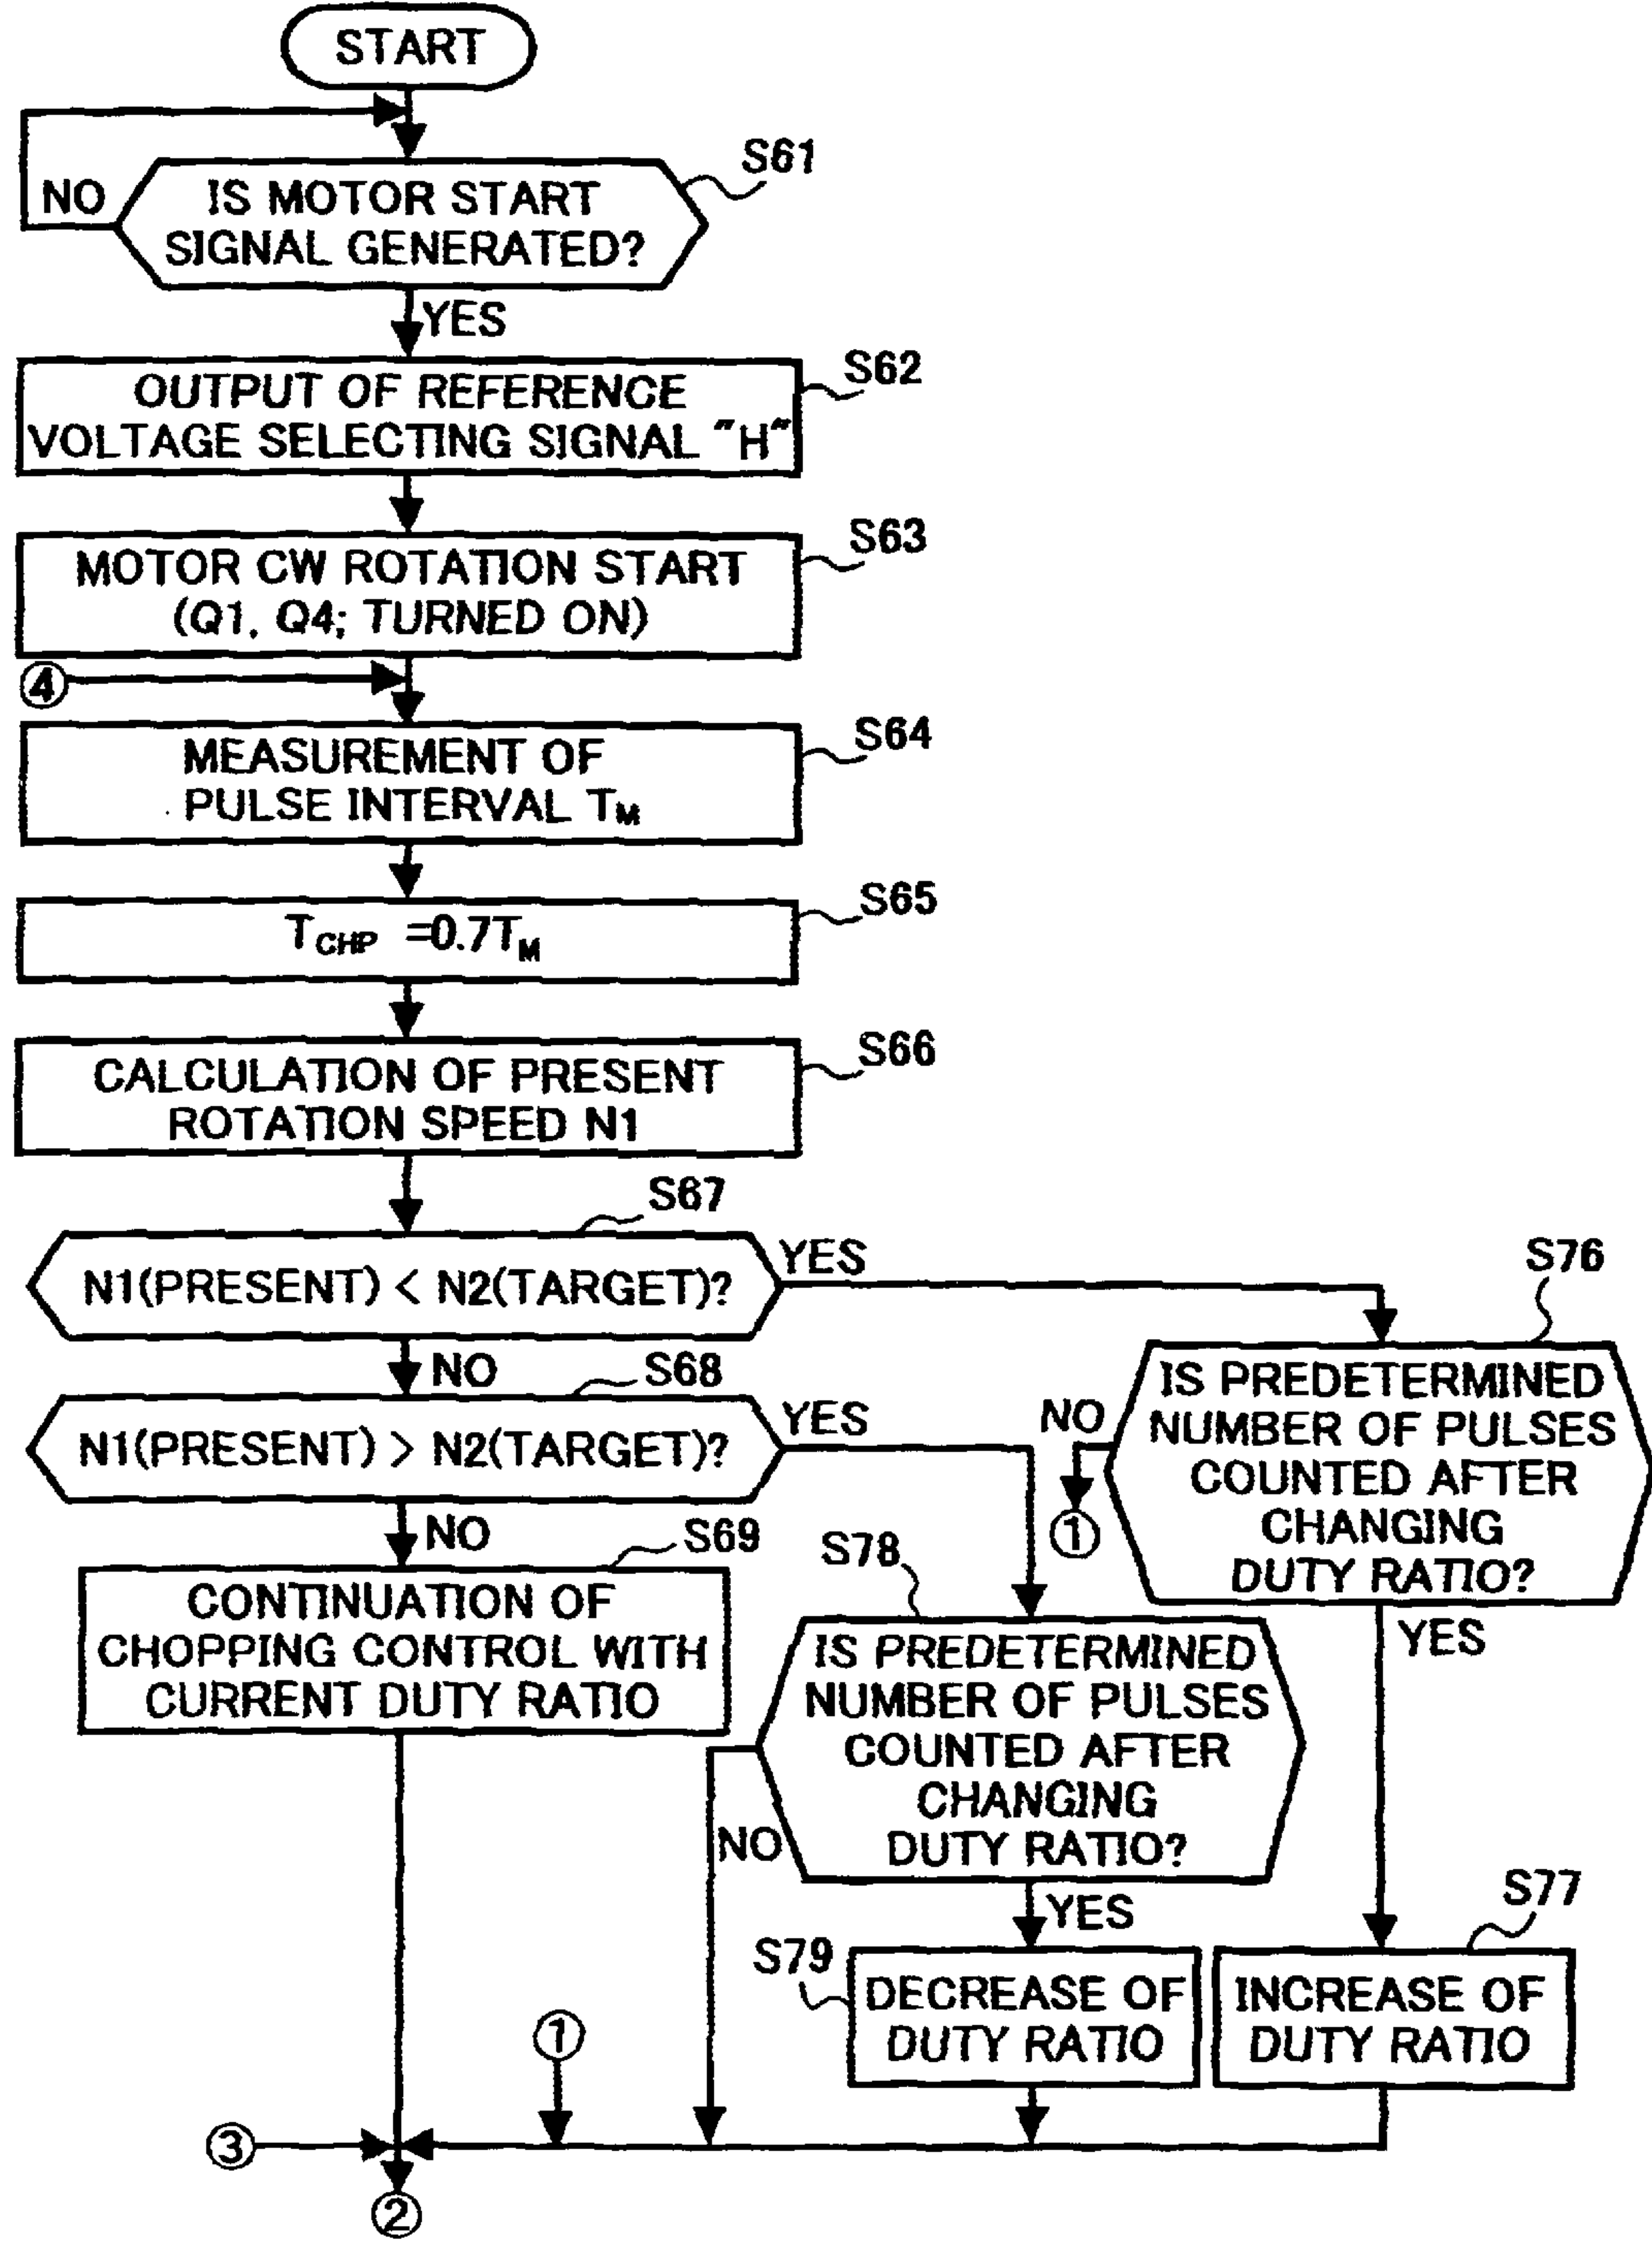 START
NO
IS MOTOR START
SIGNAL GENERATED?
S61
YES
OUTPUT OF REFERENCE
VOLTAGE SELECTING SIGNAL "H"
S62
MOTOR CW ROTATION START
(Q1, Q4; TURNED ON)
S63
④
MEASUREMENT OF
PULSE INTERVAL TM
S64
TCHP =0.7TM
S65
CALCULATION OF PRESENT
ROTATION SPEED N1
S66
S67
N1(PRESENT) < N2(TARGET)?
YES
NO
S68
N1(PRESENT) > N2(TARGET)?
YES
NO
S69
CONTINUATION OF
CHOPPING CONTROL WITH
CURRENT DUTY RATIO
S76
IS PREDETERMINED
NUMBER OF PULSES
COUNTED AFTER
CHANGING
DUTY RATIO?
NO
①
YES
S78
IS PREDETERMINED
NUMBER OF PULSES
COUNTED AFTER
CHANGING
DUTY RATIO?
NO
YES
S79
DECREASE OF
DUTY RATIO
S77
INCREASE OF
DUTY RATIO
①
③
②